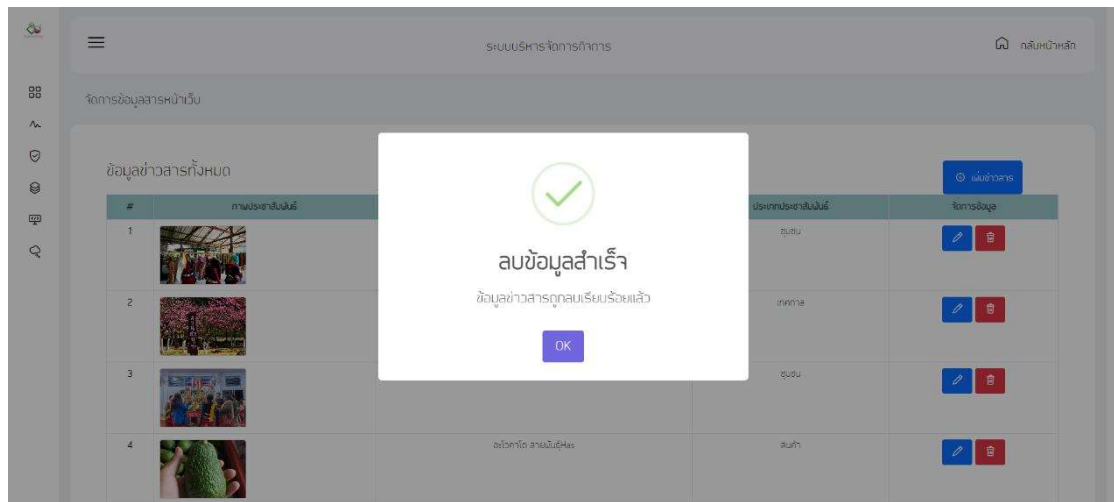 ระบบบริหารจัดการกิจการ
กลับหน้าหลัก
จัดการข้อมูลสารหน้าเว็บ
ข้อมูลข่าวสารทั้งหมด
เพิ่มข่าวสาร
# ภาพประชาสัมพันธ์ ประเภทประชาสัมพันธ์ จัดการข้อมูล
1 ชุมชน
2 เทศกาล
3 ชุมชน
4 อะโวคาโด สายพันธุ์Has สินค้า
ลบข้อมูลสำเร็จ
ข้อมูลข่าวสารถูกลบเรียบร้อยแล้ว
OK